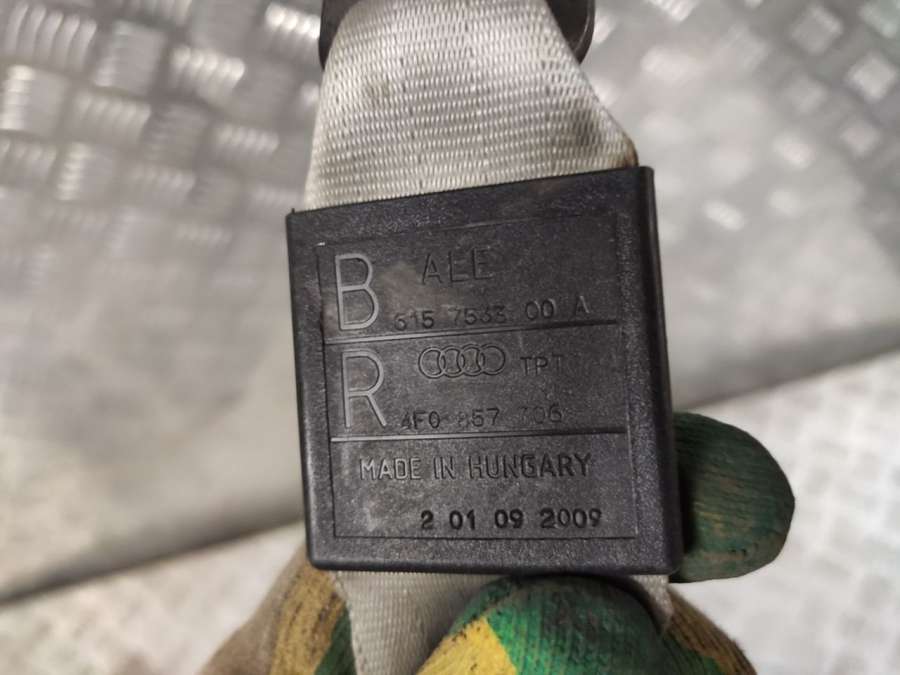 B AEE
615 7533 00 A
R TPT
4F0 857 706
MADE IN HUNGARY
2 01 09 2009